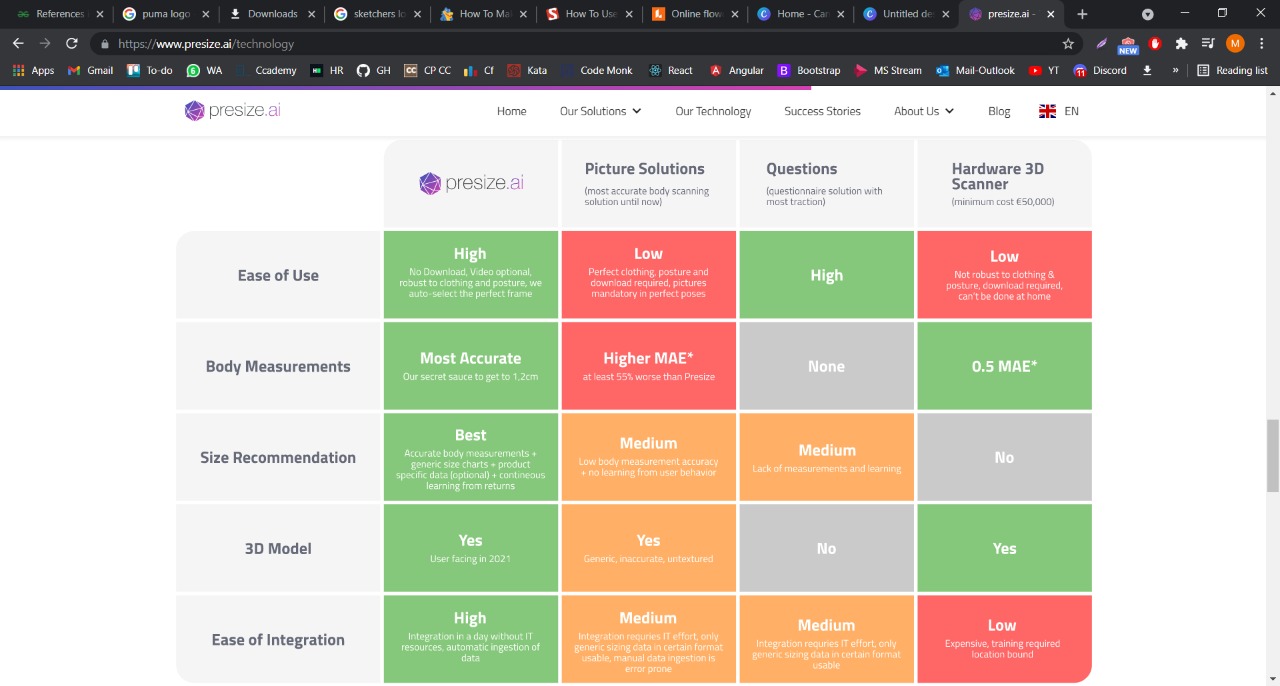 References
puma logo
Downloads
sketchers lo
How To Mak
How To Use
Online flow
Home - Can
Untitled des
presize.ai -
https://www.presize.ai/technology
NEW
M
Apps
Gmail
To-do
WA
Ccademy
HR
GH
CP CC
Cf
Kata
Code Monk
React
Angular
Bootstrap
MS Stream
Mail-Outlook
YT
Discord
»
Reading list
presize.ai
Home
Our Solutions
Our Technology
Success Stories
About Us
Blog
EN
presize.ai
Picture Solutions
(most accurate body scanning
solution until now)
Questions
(questionnaire solution with
most traction)
Hardware 3D
Scanner
(minimum cost €50,000)
Ease of Use
High
No Download, Video optional,
robust to clothing and posture, we
auto-select the perfect frame
Low
Perfect clothing, posture and
download required, pictures
mandatory in perfect poses
High
Low
Not robust to clothing &
posture, download required,
can't be done at home
Body Measurements
Most Accurate
Our secret sauce to get to 1,2cm
Higher MAE*
at least 55% worse than Presize
None
0.5 MAE*
Size Recommendation
Best
Accurate body measurements +
generic size charts + product
specific data (optional) + contineous
learning from returns
Medium
Low body measurement accuracy
+ no learning from user behavior
Medium
Lack of measurements and learning
No
3D Model
Yes
User facing in 2021
Yes
Generic, inaccurate, untextured
No
Yes
Ease of Integration
High
Integration in a day without IT
resources, automatic ingestion of
data
Medium
Integration requries IT effort, only
generic sizing data in certain format
usable, manual data ingestion is
error prone
Medium
Integration requries IT effort, only
generic sizing data in certain format
usable
Low
Expensive, training required
location bound